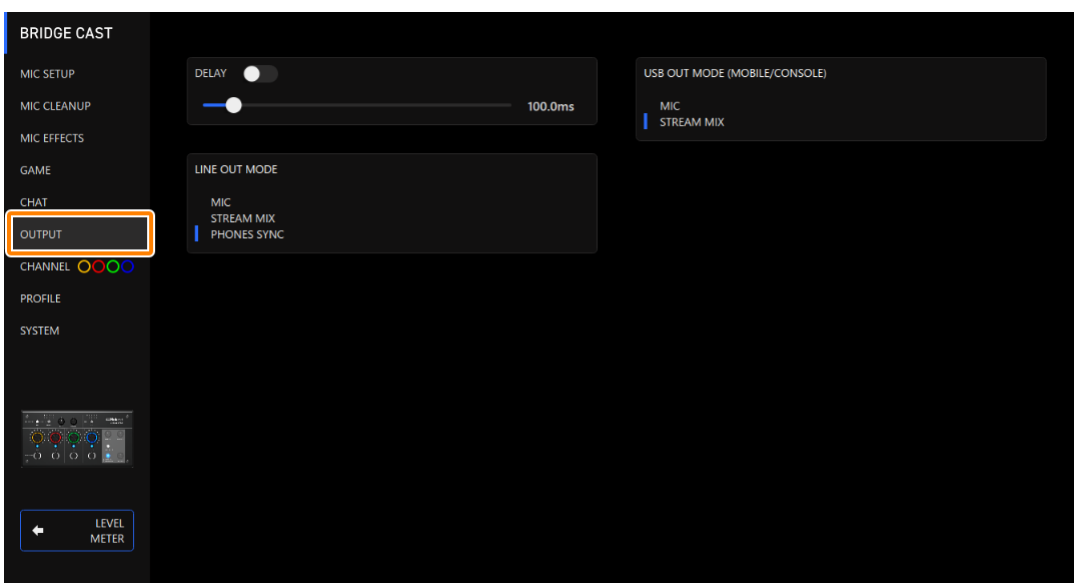 BRIDGE CAST
MIC SETUP
MIC CLEANUP
MIC EFFECTS
GAME
CHAT
OUTPUT
CHANNEL
PROFILE
SYSTEM
LEVEL
METER
DELAY
100.0ms
LINE OUT MODE
MIC
STREAM MIX
PHONES SYNC
USB OUT MODE (MOBILE/CONSOLE)
MIC
STREAM MIX